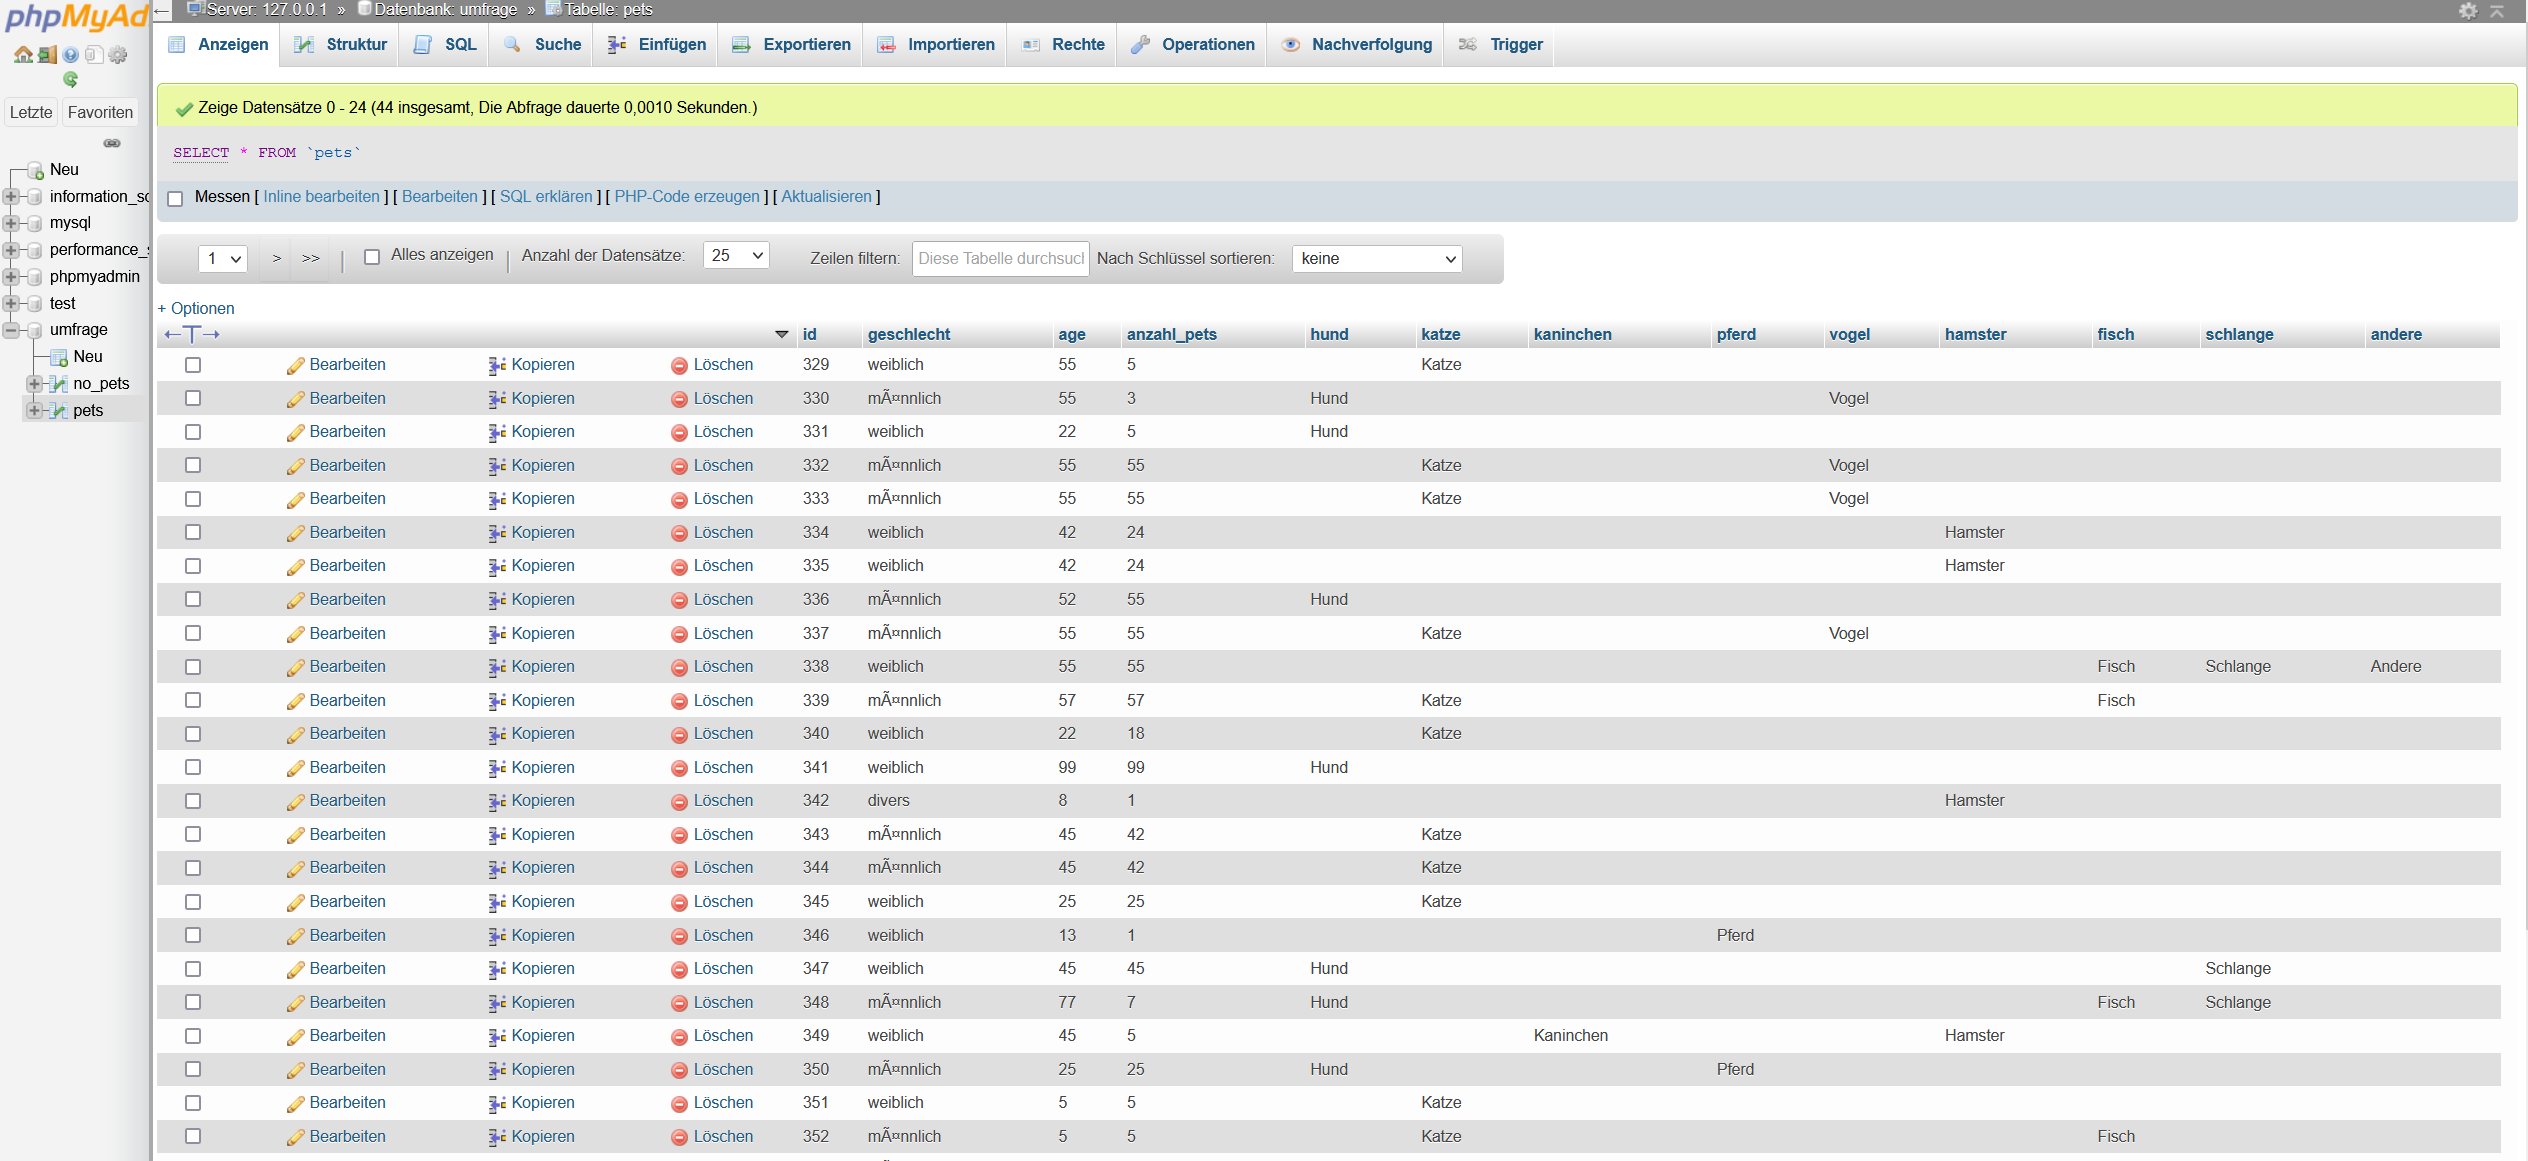 phpMyAd
Server: 127.0.0.1 » Datenbank: umfrage » Tabelle: pets
Anzeigen Struktur SQL Suche Einfügen Exportieren Importieren Rechte Operationen Nachverfolgung Trigger
Letzte Favoriten
Neu
information_sc
mysql
performance_s
phpmyadmin
test
umfrage
Neu
no_pets
pets
Zeige Datensätze 0 - 24 (44 insgesamt, Die Abfrage dauerte 0,0010 Sekunden.)
SELECT * FROM `pets`
Messen [ Inline bearbeiten ] [ Bearbeiten ] [ SQL erklären ] [ PHP-Code erzeugen ] [ Aktualisieren ]
1 > >> | Alles anzeigen | Anzahl der Datensätze: 25 Zeilen filtern: Diese Tabelle durchsuch Nach Schlüssel sortieren: keine
+ Optionen
←T→ id geschlecht age anzahl_pets hund katze kaninchen pferd vogel hamster fisch schlange andere
Bearbeiten Kopieren Löschen 329 weiblich 55 5 Katze
Bearbeiten Kopieren Löschen 330 mÃ¤nnlich 55 3 Hund Vogel
Bearbeiten Kopieren Löschen 331 weiblich 22 5 Hund
Bearbeiten Kopieren Löschen 332 mÃ¤nnlich 55 55 Katze Vogel
Bearbeiten Kopieren Löschen 333 mÃ¤nnlich 55 55 Katze Vogel
Bearbeiten Kopieren Löschen 334 weiblich 42 24 Hamster
Bearbeiten Kopieren Löschen 335 weiblich 42 24 Hamster
Bearbeiten Kopieren Löschen 336 mÃ¤nnlich 52 55 Hund
Bearbeiten Kopieren Löschen 337 mÃ¤nnlich 55 55 Katze Vogel
Bearbeiten Kopieren Löschen 338 weiblich 55 55 Fisch Schlange Andere
Bearbeiten Kopieren Löschen 339 mÃ¤nnlich 57 57 Katze Fisch
Bearbeiten Kopieren Löschen 340 weiblich 22 18 Katze
Bearbeiten Kopieren Löschen 341 weiblich 99 99 Hund
Bearbeiten Kopieren Löschen 342 divers 8 1 Hamster
Bearbeiten Kopieren Löschen 343 mÃ¤nnlich 45 42 Katze
Bearbeiten Kopieren Löschen 344 mÃ¤nnlich 45 42 Katze
Bearbeiten Kopieren Löschen 345 weiblich 25 25 Katze
Bearbeiten Kopieren Löschen 346 weiblich 13 1 Pferd
Bearbeiten Kopieren Löschen 347 weiblich 45 45 Hund Schlange
Bearbeiten Kopieren Löschen 348 mÃ¤nnlich 77 7 Hund Fisch Schlange
Bearbeiten Kopieren Löschen 349 weiblich 45 5 Kaninchen Hamster
Bearbeiten Kopieren Löschen 350 mÃ¤nnlich 25 25 Hund Pferd
Bearbeiten Kopieren Löschen 351 weiblich 5 5 Katze
Bearbeiten Kopieren Löschen 352 mÃ¤nnlich 5 5 Katze Fisch